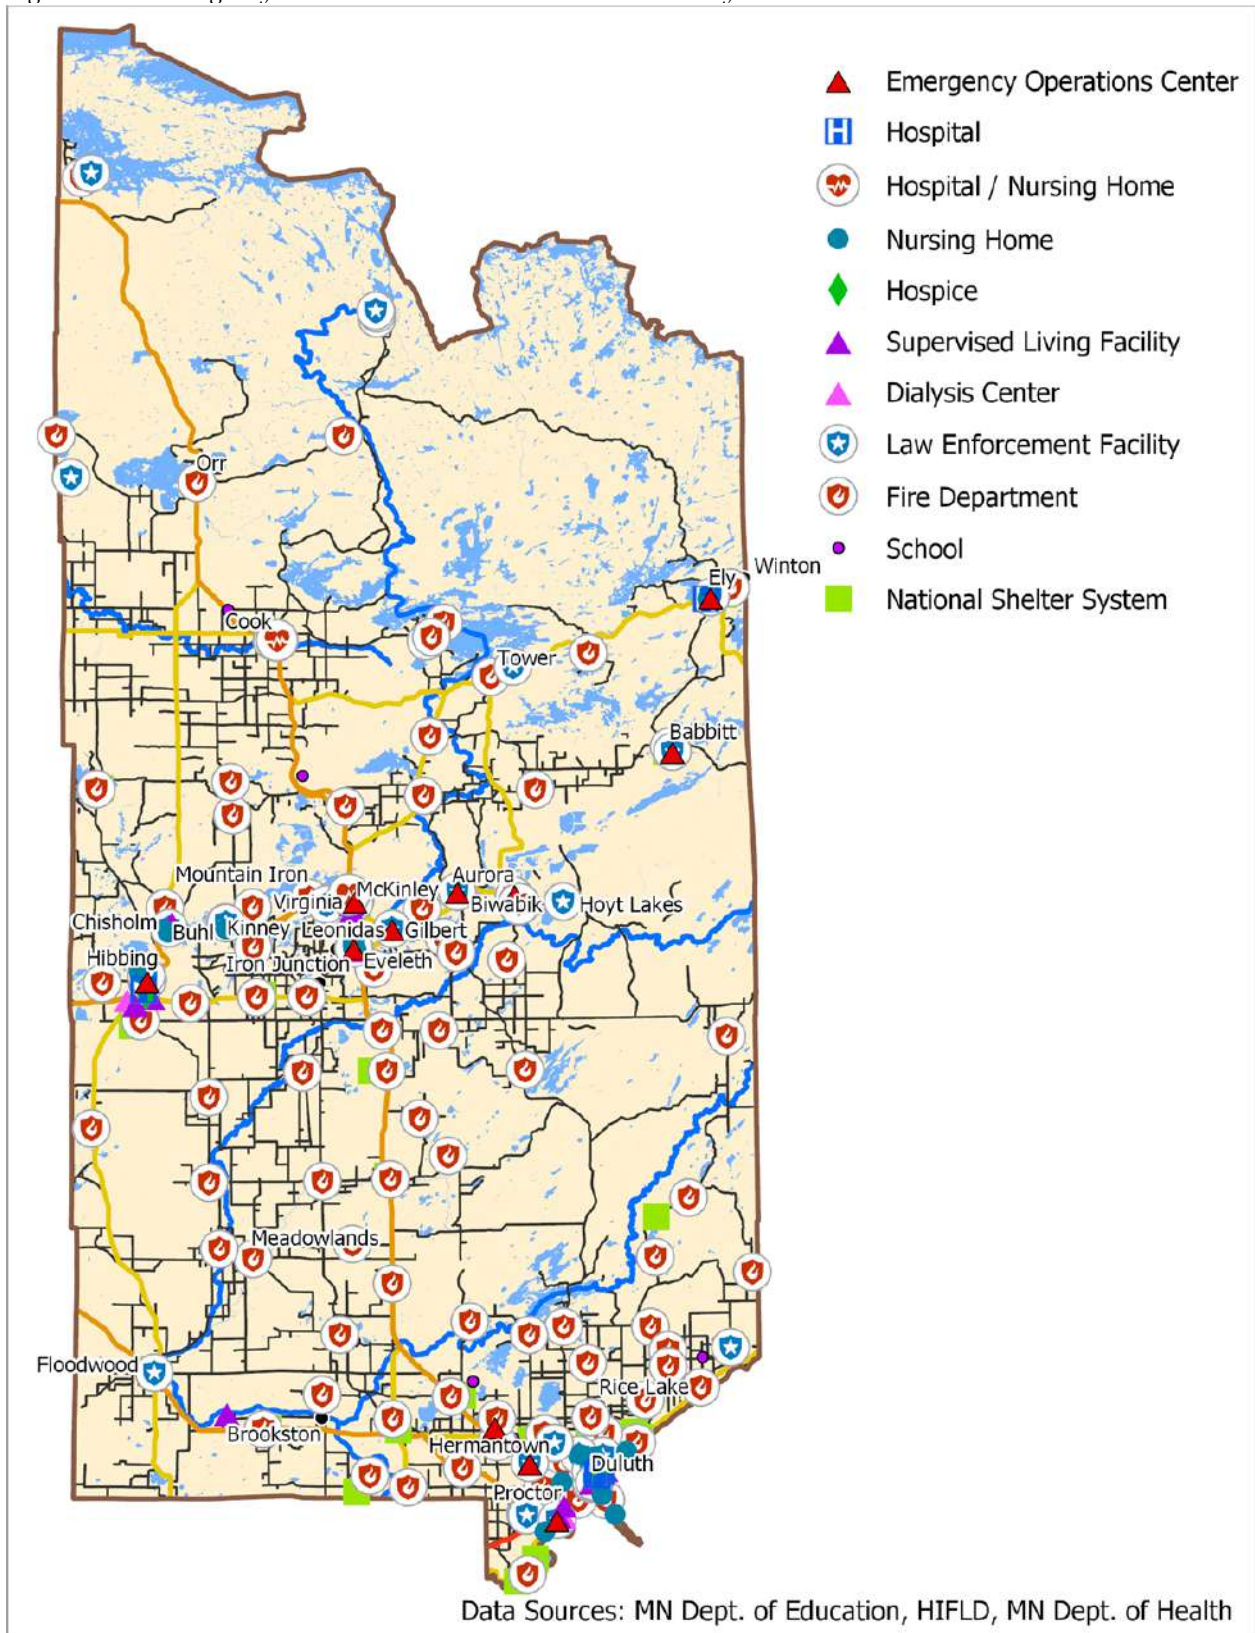 Emergency Operations Center
Hospital
Hospital / Nursing Home
Nursing Home
Hospice
Supervised Living Facility
Dialysis Center
Law Enforcement Facility
Fire Department
School
National Shelter System
Orr
Winton
Ely
Cook
Tower
Babbitt
Mountain Iron
Aurora
McKinley
Virginia
Biwabik
Hoyt Lakes
Chisholm
Buhl
Kinney
Leonidas
Gilbert
Hibbing
Iron Junction
Eveleth
Meadowlands
Floodwood
Rice Lake
Brookston
Hermantown
Duluth
Proctor
Data Sources: MN Dept. of Education, HIFLD, MN Dept. of Health